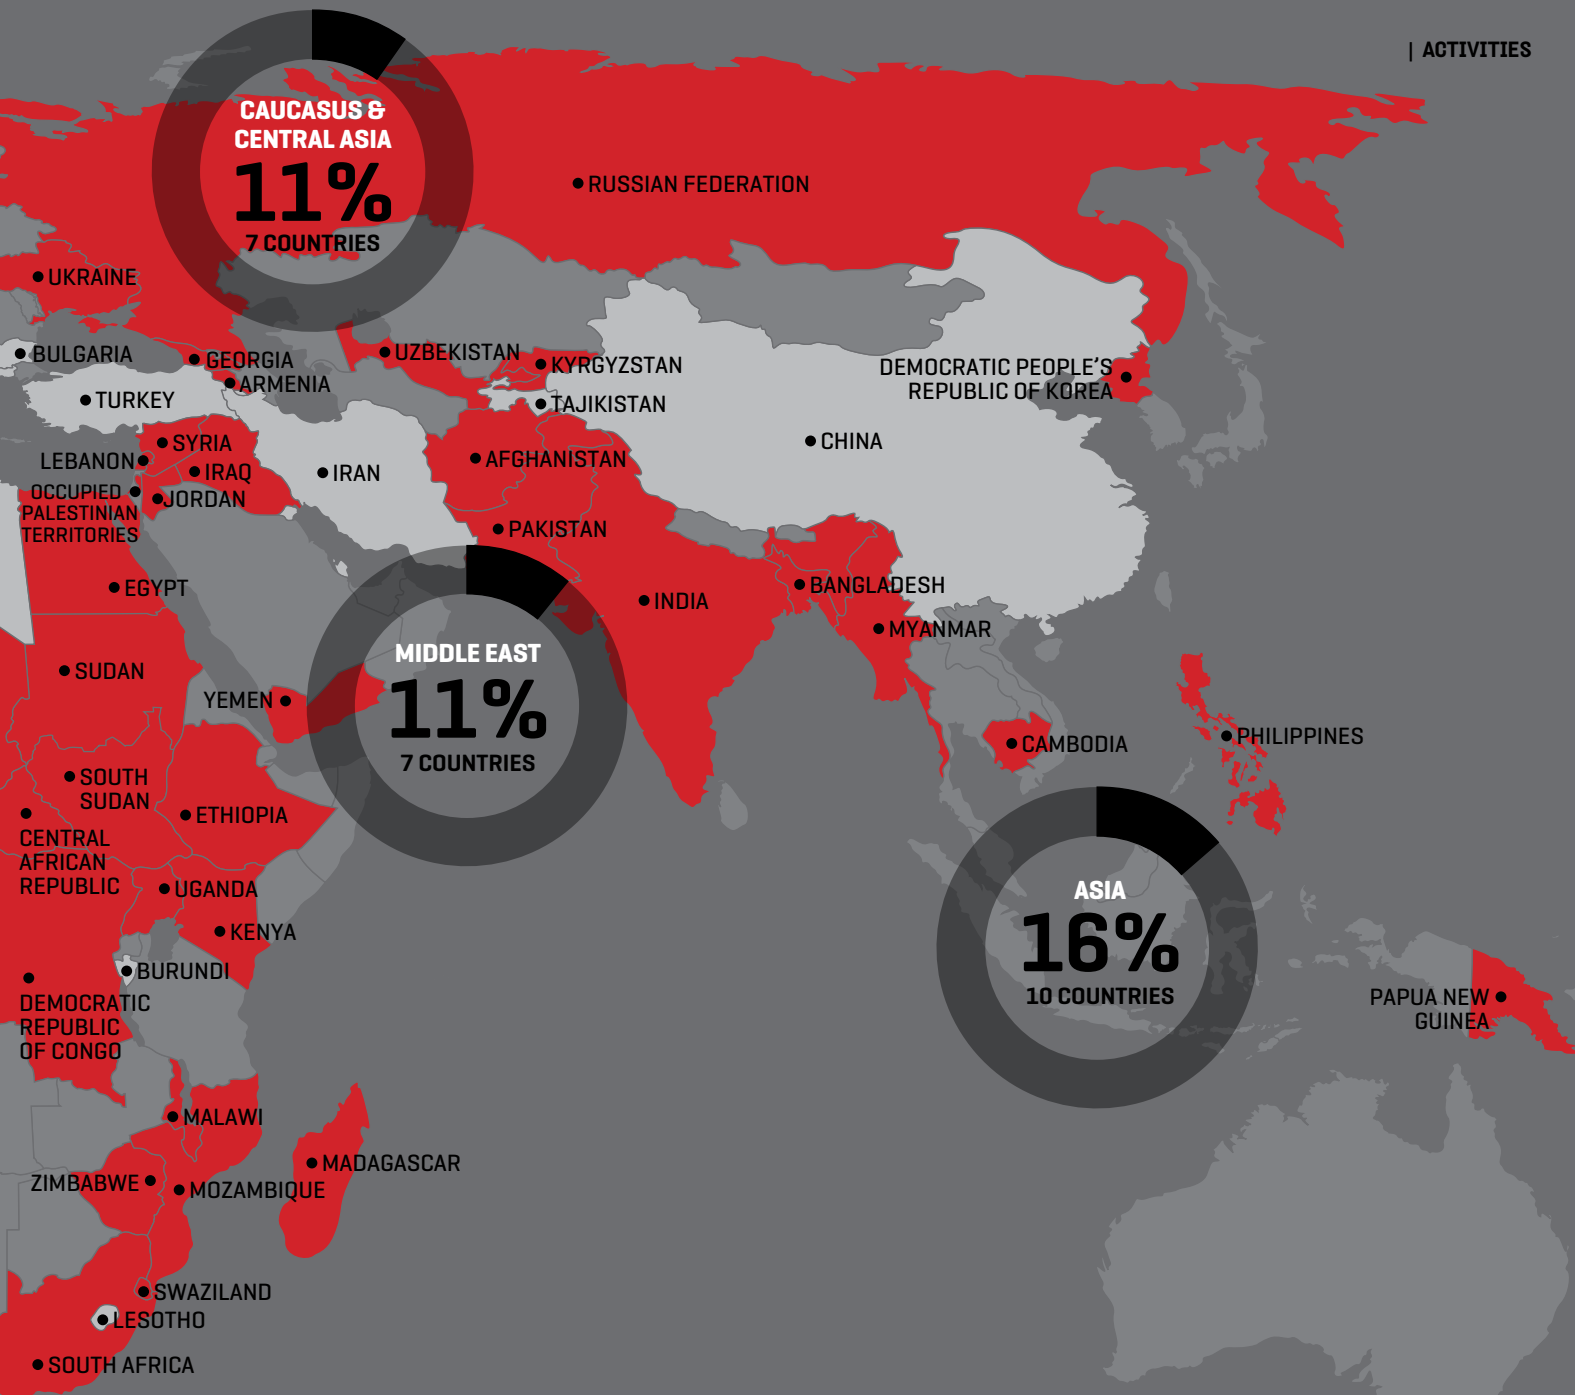 | ACTIVITIES
CAUCASUS &
CENTRAL ASIA
11%
7 COUNTRIES
RUSSIAN FEDERATION
UKRAINE
BULGARIA
GEORGIA
UZBEKISTAN
KYRGYZSTAN
DEMOCRATIC PEOPLE'S
REPUBLIC OF KOREA
ARMENIA
TURKEY
TAJIKISTAN
SYRIA
CHINA
LEBANON
IRAQ
IRAN
AFGHANISTAN
OCCUPIED
PALESTINIAN
TERRITORIES
JORDAN
PAKISTAN
EGYPT
BANGLADESH
INDIA
MYANMAR
MIDDLE EAST
11%
7 COUNTRIES
SUDAN
YEMEN
CAMBODIA
PHILIPPINES
SOUTH
SUDAN
ETHIOPIA
CENTRAL
AFRICAN
REPUBLIC
UGANDA
ASIA
16%
10 COUNTRIES
KENYA
BURUNDI
DEMOCRATIC
REPUBLIC
OF CONGO
PAPUA NEW
GUINEA
MALAWI
MADAGASCAR
ZIMBABWE
MOZAMBIQUE
SWAZILAND
LESOTHO
SOUTH AFRICA